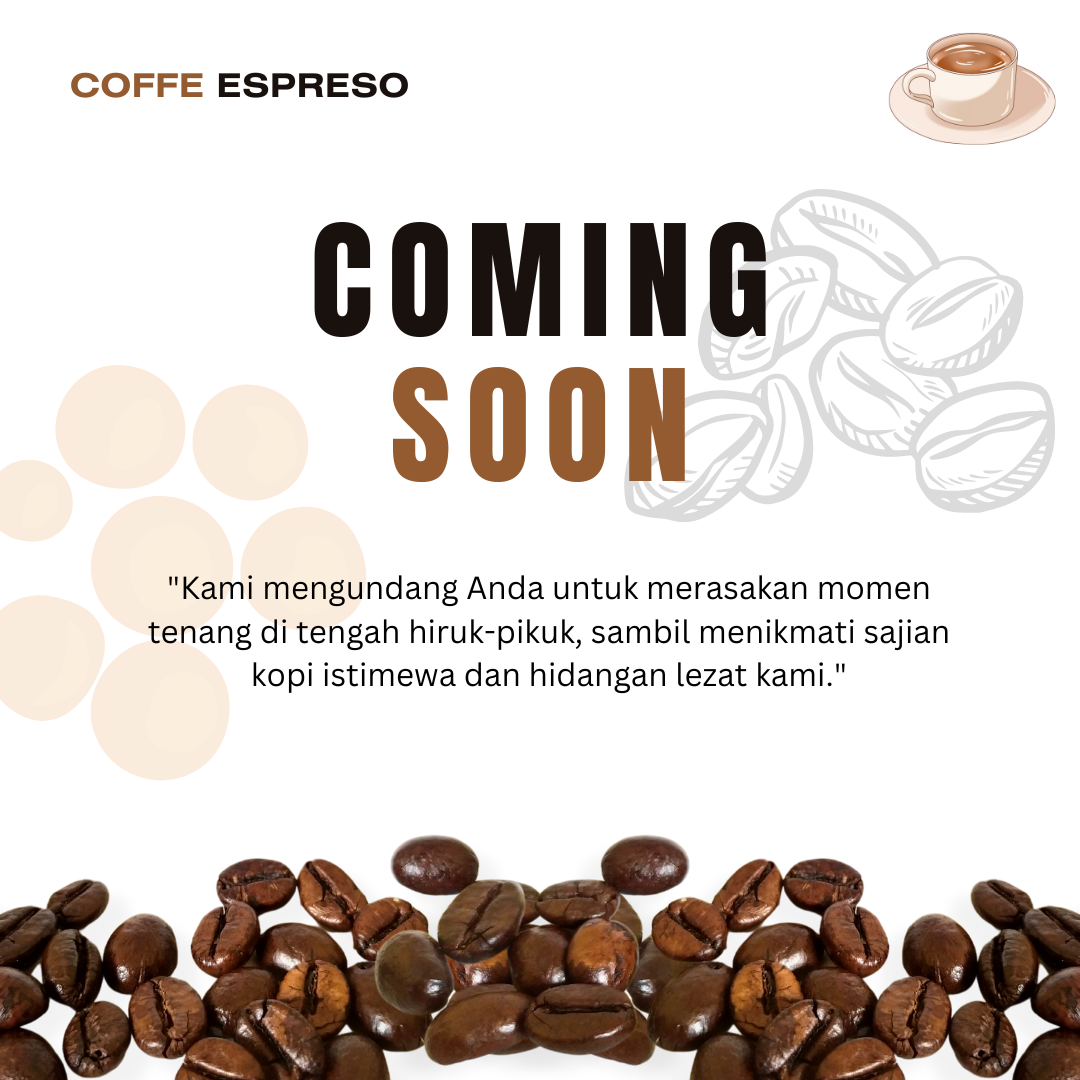 COFFE ESPRESO
COMING
SOON
"Kami mengundang Anda untuk merasakan momen
tenang di tengah hiruk-pikuk, sambil menikmati sajian
kopi istimewa dan hidangan lezat kami."